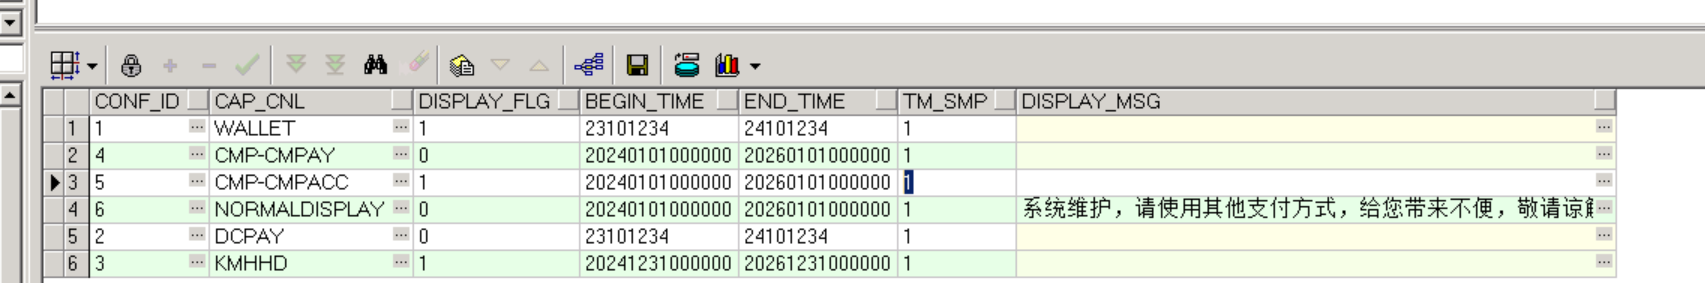 CONF_ID CAP_CNL DISPLAY_FLG BEGIN_TIME END_TIME TM_SMP DISPLAY_MSG
1 1 ... WALLET ... 1 23101234 24101234 1 ...
2 4 ... CMP-CMPAY ... 0 20240101000000 20260101000000 1 ...
3 5 ... CMP-CMPACC ... 1 20240101000000 20260101000000 1 ...
4 6 ... NORMALDISPLAY ... 0 20240101000000 20260101000000 1 系统维护，请使用其他支付方式，给您带来不便，敬请谅 ...
5 2 ... DCPAY ... 0 23101234 24101234 1 ...
6 3 ... KMHHD ... 1 20241231000000 20261231000000 1 ...